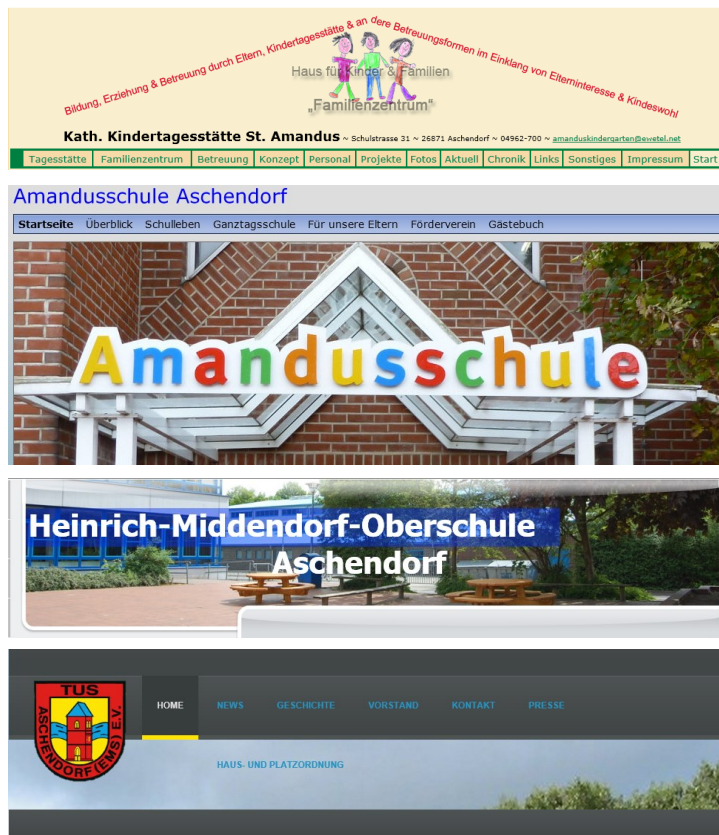 Bildung, Erziehung & Betreuung durch Eltern, Kindertagesstätte & an dere Betreuungsformen im Einklang von Elterninteresse & Kindeswohl
Haus für Kinder & Familien
„Familienzentrum“
Kath. Kindertagesstätte St. Amandus ~ Schulstrasse 31 ~ 26871 Aschendorf ~ 04962-700 ~ amanduskindergarten@ewetel.net
Tagesstätte Familienzentrum Betreuung Konzept Personal Projekte Fotos Aktuell Chronik Links Sonstiges Impressum Start
Amandusschule Aschendorf
Startseite Überblick Schulleben Ganztagsschule Für unsere Eltern Förderverein Gästebuch
Amandusschule
Heinrich-Middendorf-Oberschule
Aschendorf
TUS
ASCHENDORF(EMS) E.V.
HOME NEWS GESCHICHTE VORSTAND KONTAKT PRESSE
HAUS- UND PLATZORDNUNG